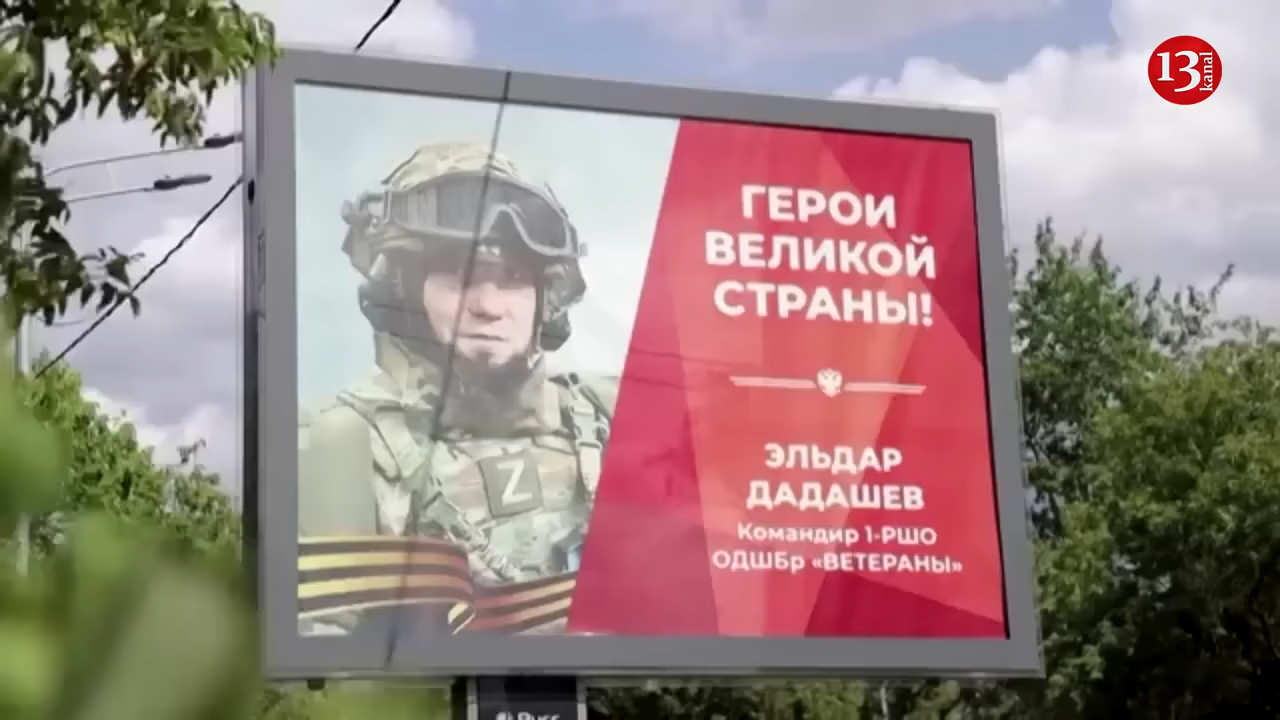 13 kanal
ГЕРОИ
ВЕЛИКОЙ
СТРАНЫ!
ЭЛЬДАР
ДАДАШЕВ
Командир 1-РШО
ОДШБр «ВЕТЕРАНЫ»
Z